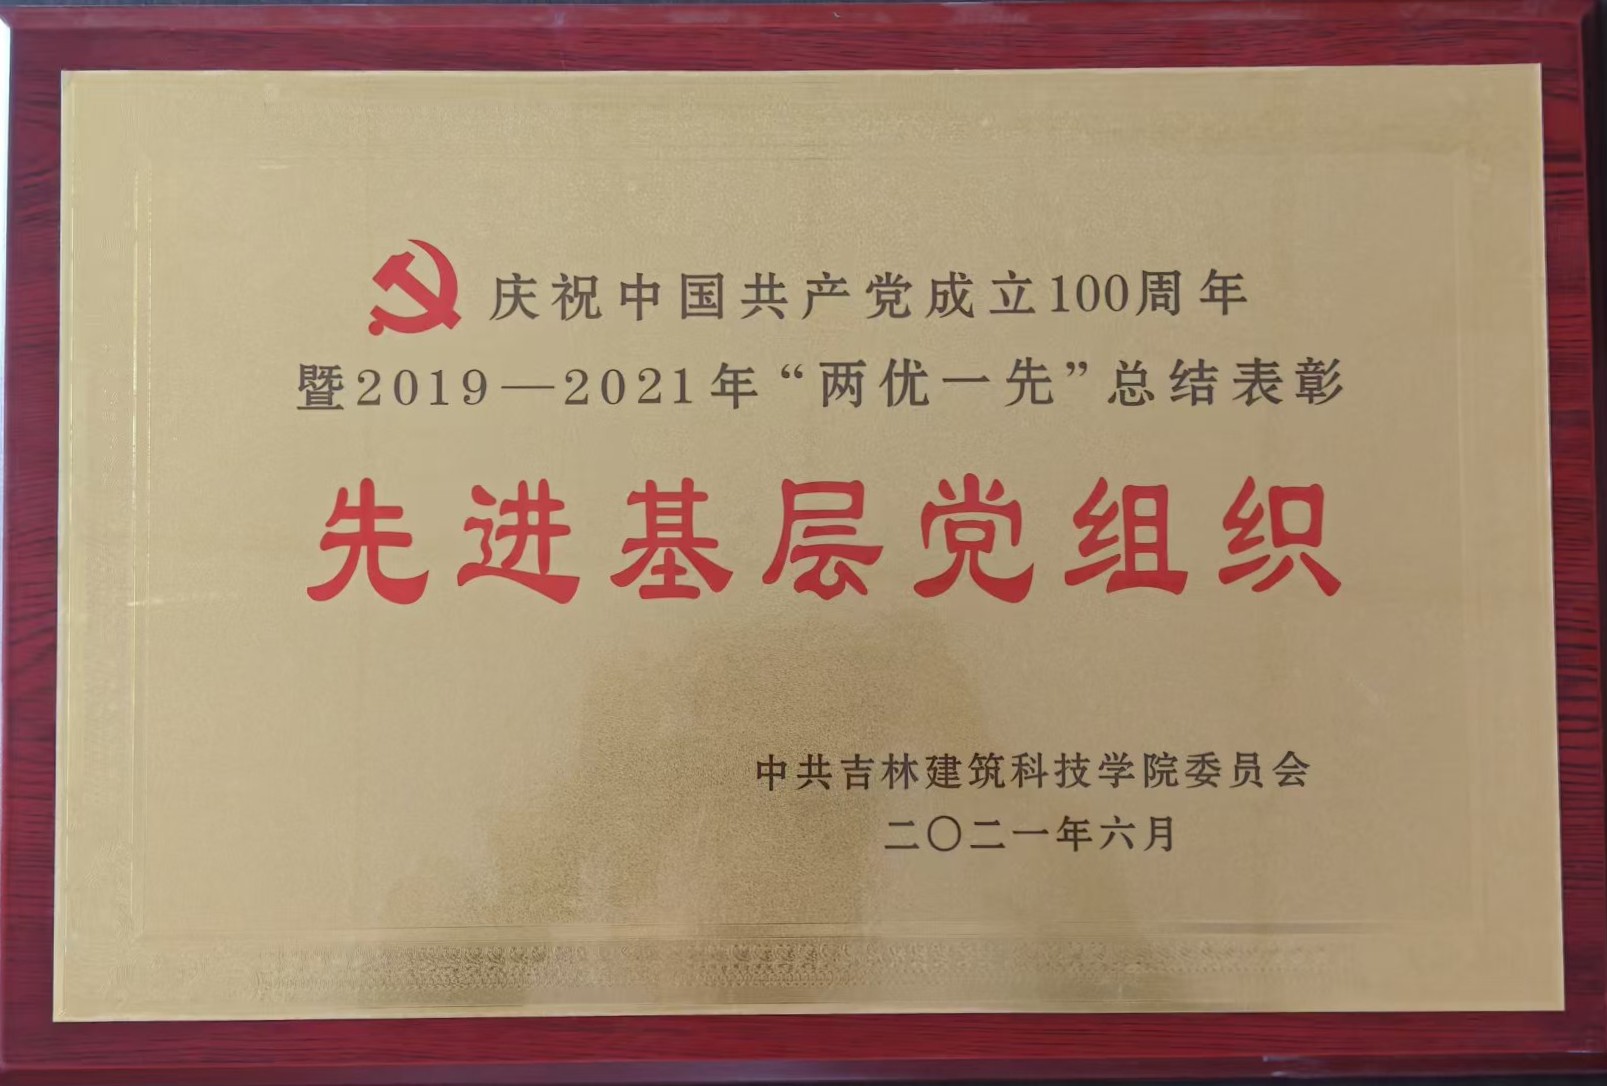 庆祝中国共产党成立100周年
暨2019—2021年“两优一先”总结表彰
先进基层党组织
中共吉林建筑科技学院委员会
二〇二一年六月